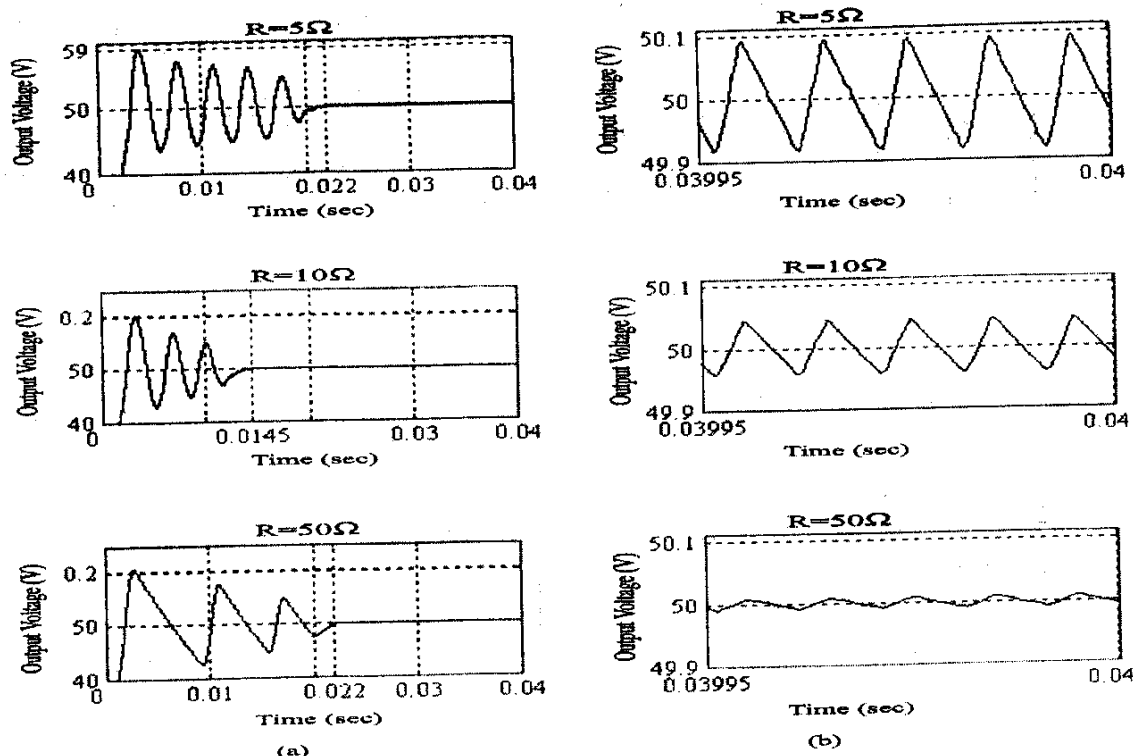 R=5Ω
59
50
40
Output Voltage (V)
0
0.01
0.022
0.03
0.04
Time (sec)
R=10Ω
0.2
50
40
Output Voltage (V)
0
0.0145
0.03
0.04
Time (sec)
R=50Ω
0.2
50
40
Output Voltage (V)
0
0.01
0.022
0.03
0.04
Time (sec)
(a)
R=5Ω
50.1
50
49.9
Output Voltage (V)
0.03995
0.04
Time (sec)
R=10Ω
50.1
50
49.9
Output Voltage (V)
0.03995
0.04
Time (sec)
R=50Ω
50.1
50
49.9
Output Voltage (V)
0.03995
0.04
Time (sec)
(b)